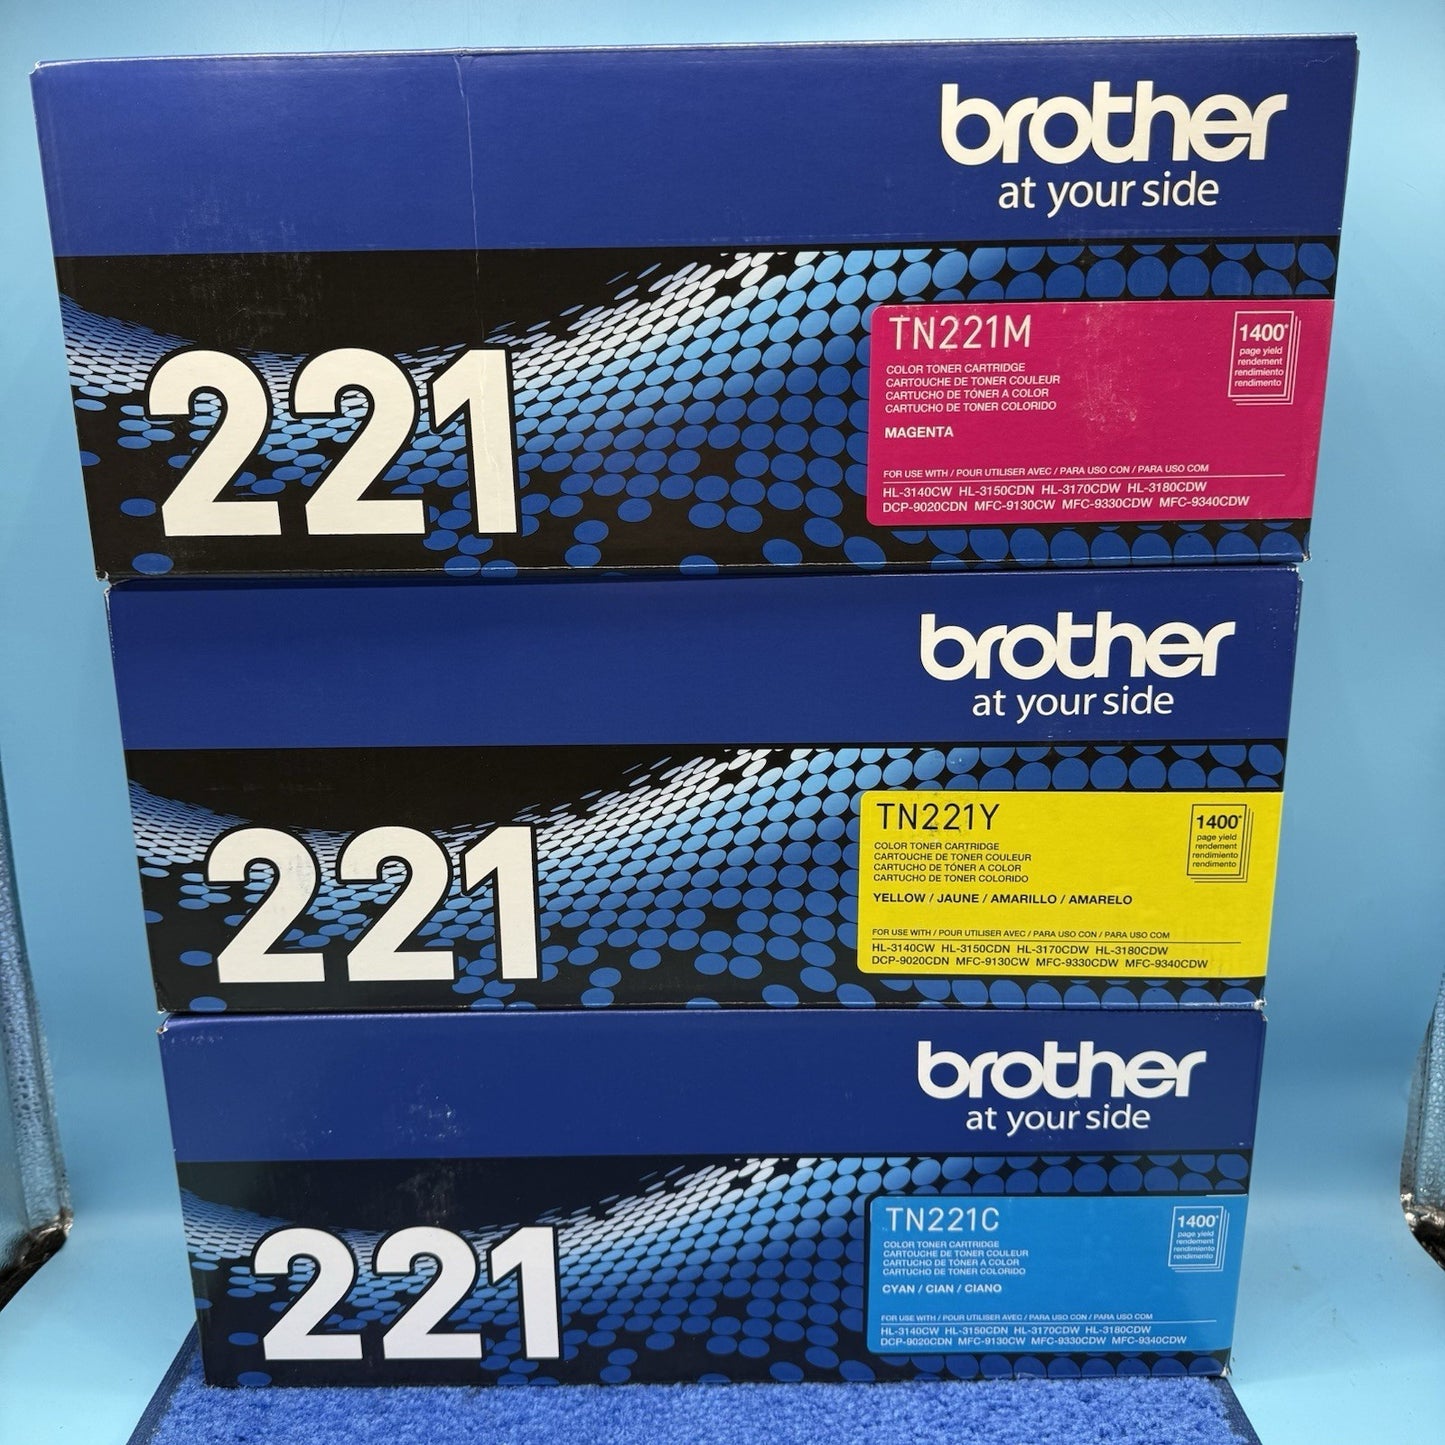 brother
at your side
221
TN221M
1400*
page yield
rendement
rendimiento
rendimento
COLOR TONER CARTRIDGE
CARTOUCHE DE TONER COULEUR
CARTUCHO DE TÓNER A COLOR
CARTUCHO DE TONER COLORIDO
MAGENTA
FOR USE WITH / POUR UTILISER AVEC / PARA USO CON / PARA USO COM
HL-3140CW HL-3150CDN HL-3170CDW HL-3180CDW
DCP-9020CDN MFC-9130CW MFC-9330CDW MFC-9340CDW
brother
at your side
221
TN221Y
1400*
page yield
rendement
rendimiento
rendimento
COLOR TONER CARTRIDGE
CARTOUCHE DE TONER COULEUR
CARTUCHO DE TÓNER A COLOR
CARTUCHO DE TONER COLORIDO
YELLOW / JAUNE / AMARILLO / AMARELO
FOR USE WITH / POUR UTILISER AVEC / PARA USO CON / PARA USO COM
HL-3140CW HL-3150CDN HL-3170CDW HL-3180CDW
DCP-9020CDN MFC-9130CW MFC-9330CDW MFC-9340CDW
brother
at your side
221
TN221C
1400*
page yield
rendement
rendimiento
rendimento
COLOR TONER CARTRIDGE
CARTOUCHE DE TONER COULEUR
CARTUCHO DE TÓNER A COLOR
CARTUCHO DE TONER COLORIDO
CYAN / CIAN / CIANO
FOR USE WITH / POUR UTILISER AVEC / PARA USO CON / PARA USO COM
HL-3140CW HL-3150CDN HL-3170CDW HL-3180CDW
DCP-9020CDN MFC-9130CW MFC-9330CDW MFC-9340CDW